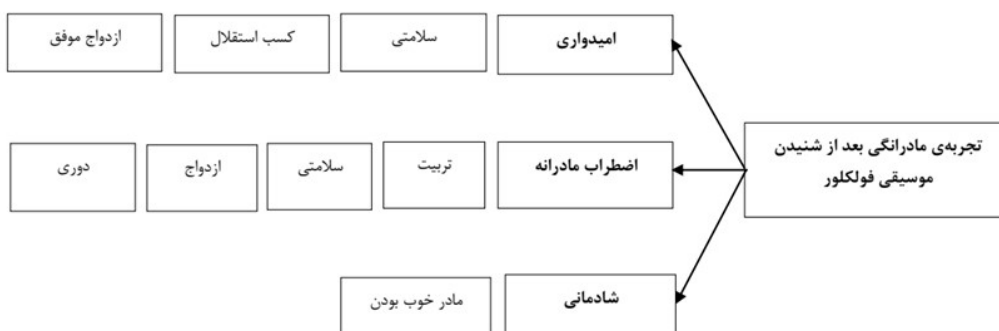 امیدواری
سلامتی
کسب استقلال
ازدواج موفق
تجربه‌ی مادرانگی بعد از شنیدن
موسیقی فولکلور
اضطراب مادرانه
تربیت
سلامتی
ازدواج
دوری
شادمانی
مادر خوب بودن